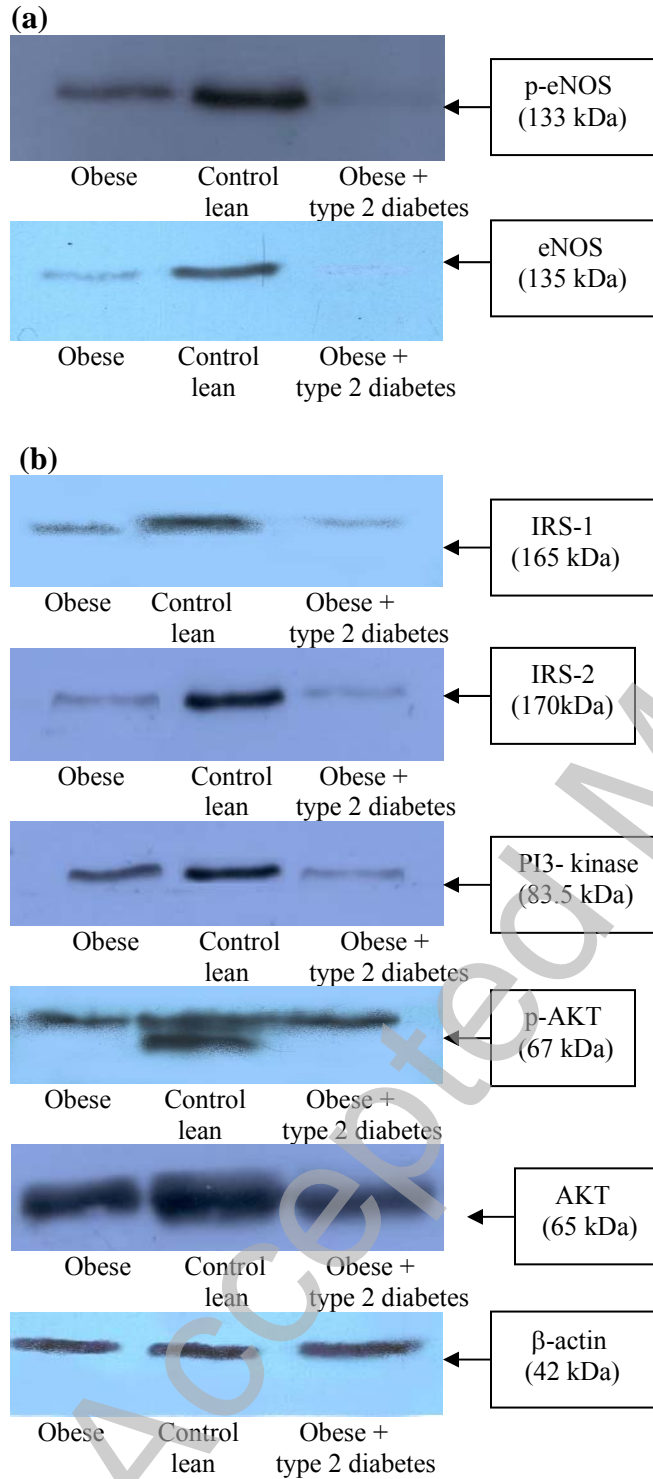 (a)
p-eNOS
(133 kDa)
Obese Control Obese +
lean type 2 diabetes
eNOS
(135 kDa)
Obese Control Obese +
lean type 2 diabetes
(b)
IRS-1
(165 kDa)
Obese Control Obese +
lean type 2 diabetes
IRS-2
(170kDa)
Obese Control Obese +
lean type 2 diabetes
PI3- kinase
(83.5 kDa)
Obese Control Obese +
lean type 2 diabetes
p-AKT
(67 kDa)
Obese Control Obese +
lean type 2 diabetes
AKT
(65 kDa)
Obese Control Obese +
lean type 2 diabetes
β-actin
(42 kDa)
Obese Control Obese +
lean type 2 diabetes
Accepted M